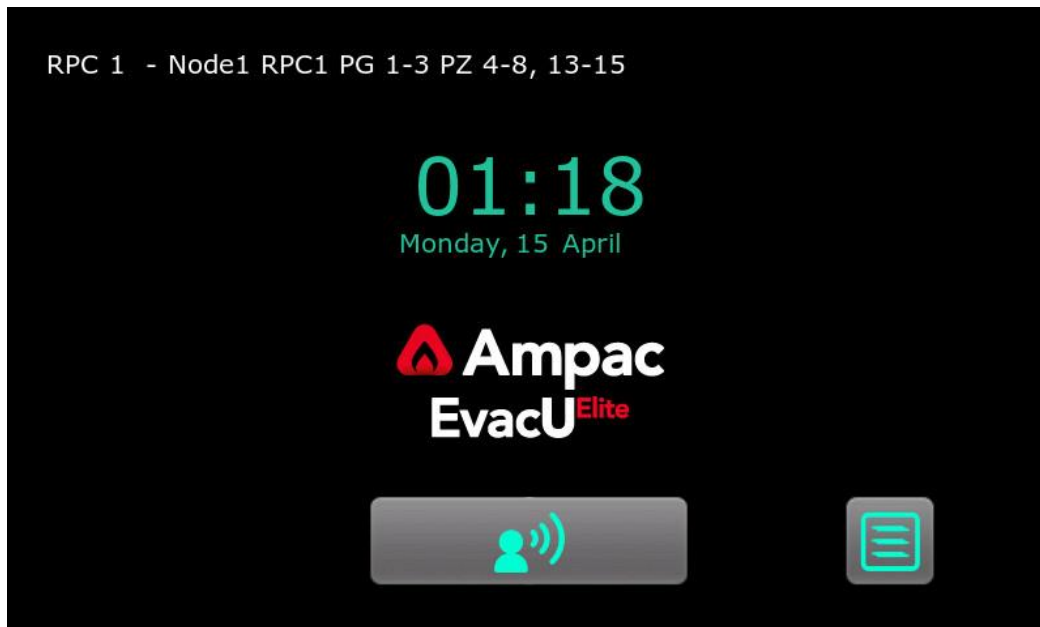 RPC 1 - Node1 RPC1 PG 1-3 PZ 4-8, 13-15
01:18
Monday, 15 April
Ampac
EvacU Elite